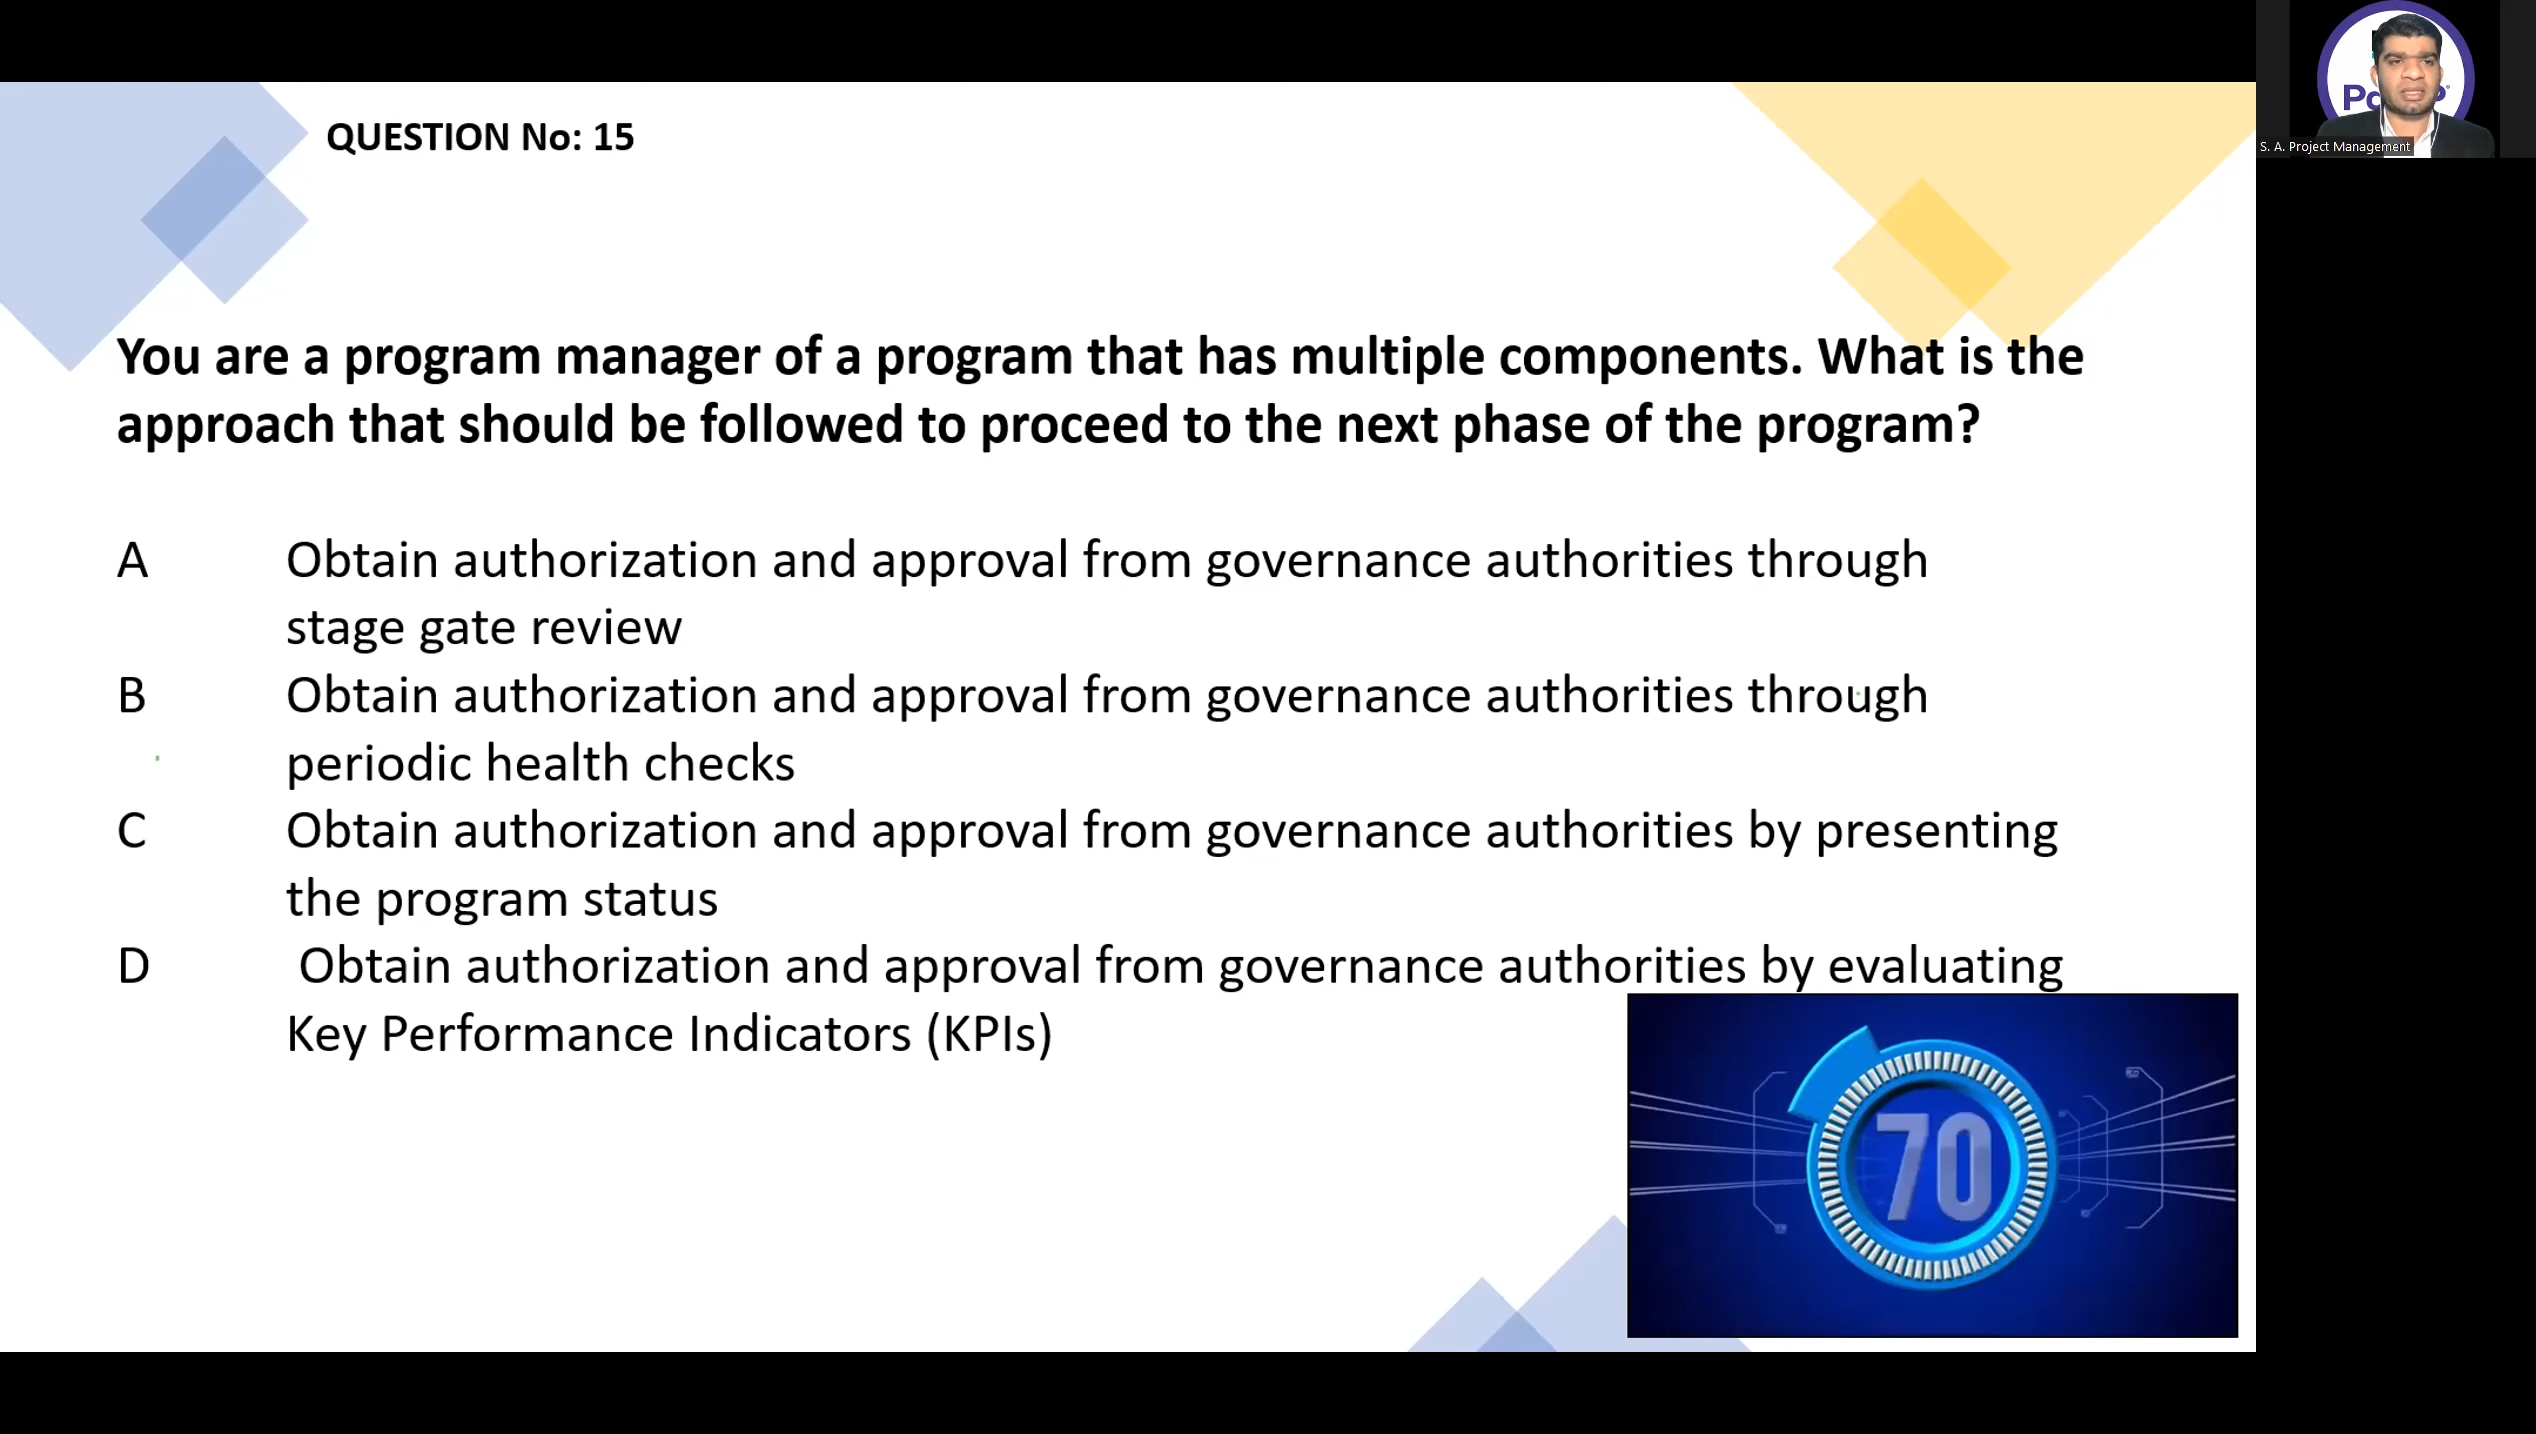 QUESTION No: 15
S. A. Project Management
You are a program manager of a program that has multiple components. What is the
approach that should be followed to proceed to the next phase of the program?
A Obtain authorization and approval from governance authorities through
stage gate review
B Obtain authorization and approval from governance authorities through
periodic health checks
C Obtain authorization and approval from governance authorities by presenting
the program status
D Obtain authorization and approval from governance authorities by evaluating
Key Performance Indicators (KPIs)
70